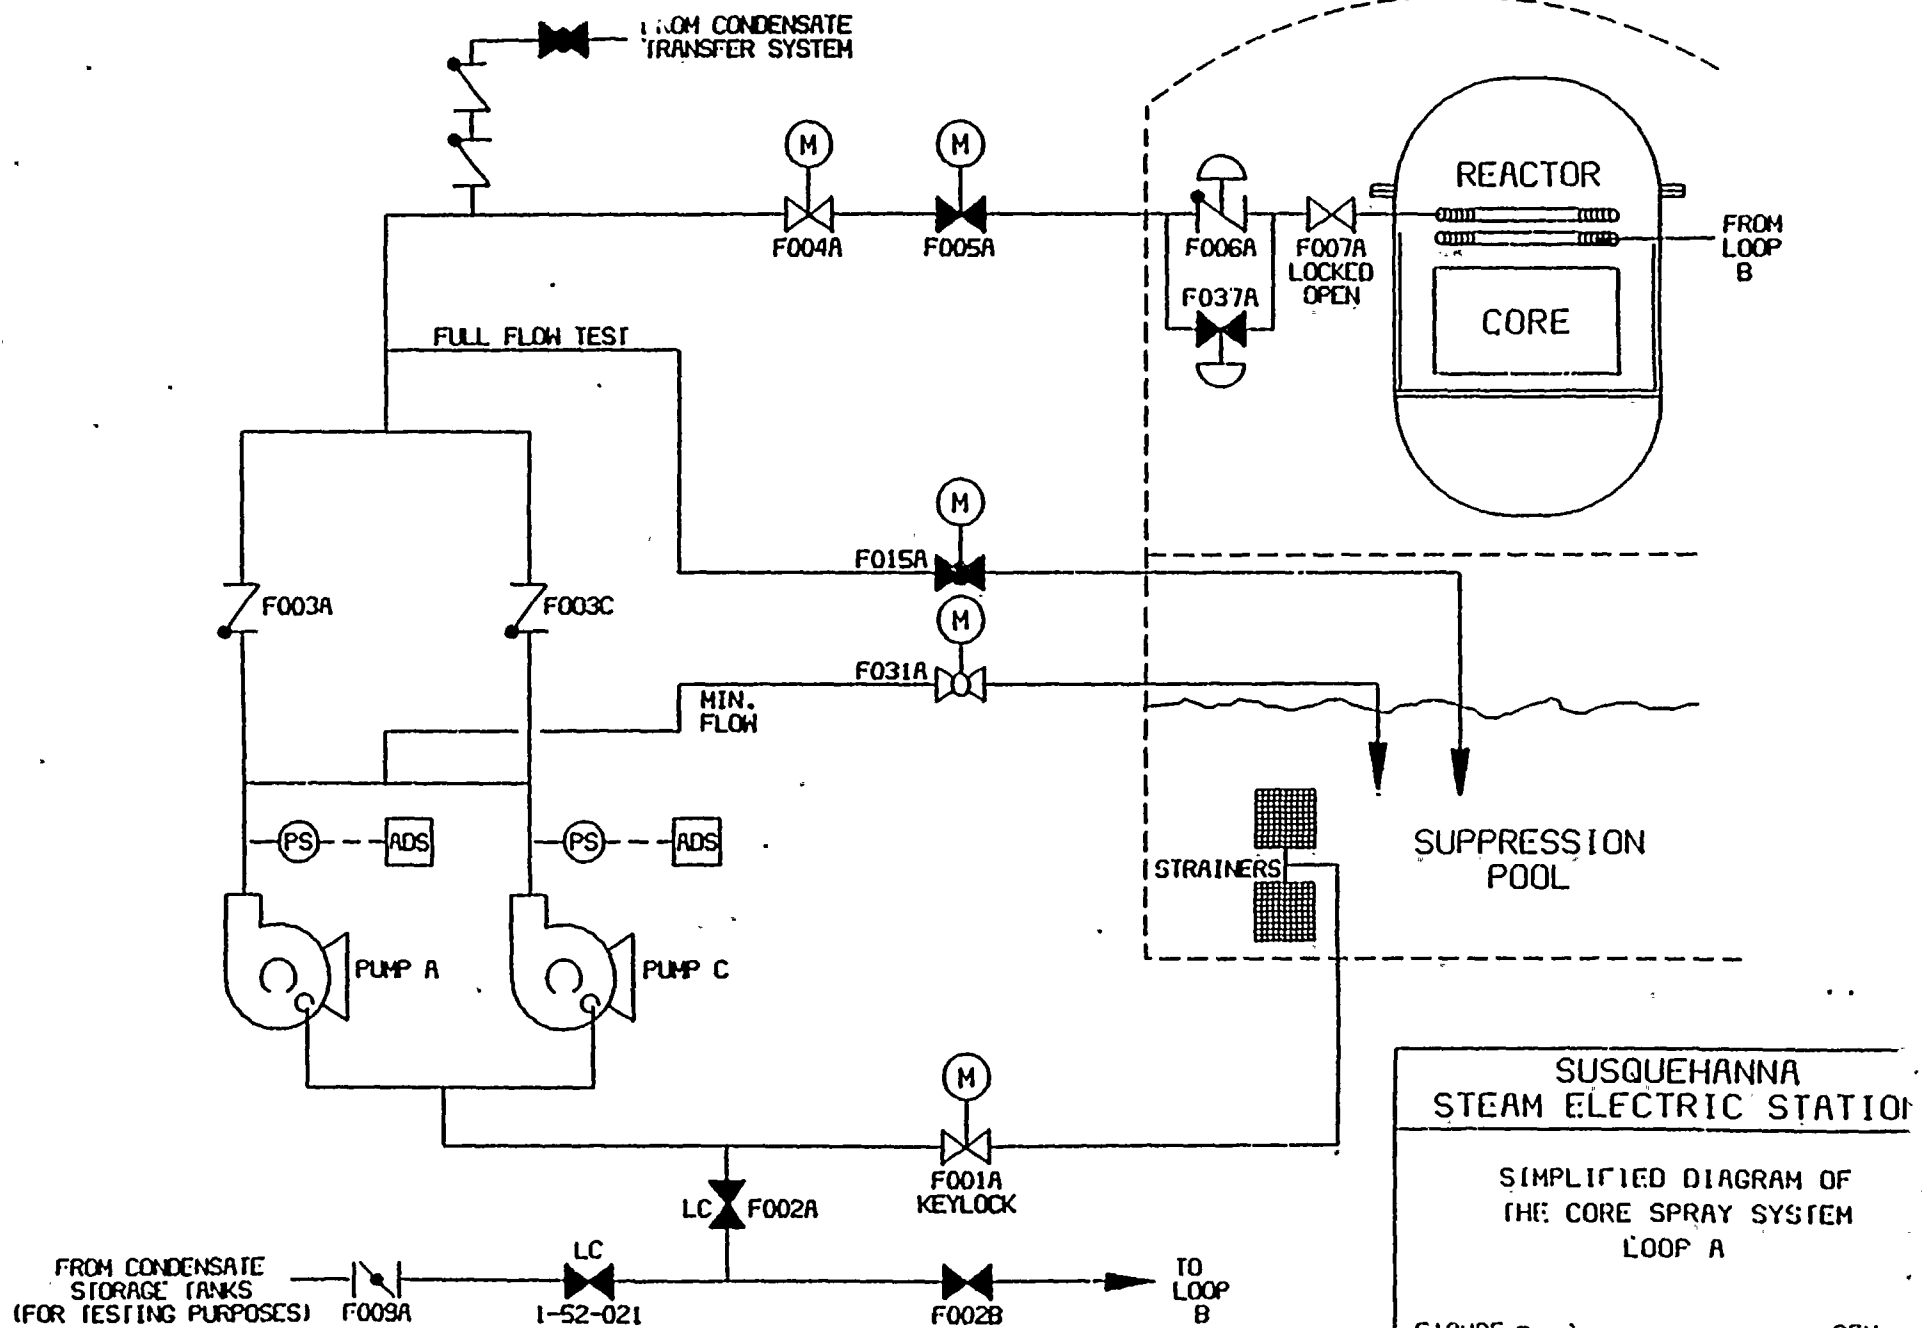 FROM CONDENSATE
TRANSFER SYSTEM
M
M
F004A
F005A
F006A
F007A
LOCKED
OPEN
F037A
REACTOR
CORE
FROM
LOOP
B
FULL FLOW TEST
M
F015A
F003A
F003C
M
F031A
MIN.
FLOW
PS
ADS
PS
ADS
STRAINERS
SUPPRESSION
POOL
PUMP A
PUMP C
M
F001A
KEYLOCK
LC
F002A
FROM CONDENSATE
STORAGE TANKS
(FOR TESTING PURPOSES)
F009A
LC
1-52-021
F002B
TO
LOOP
B
SUSQUEHANNA
STEAM ELECTRIC STATION
SIMPLIFIED DIAGRAM OF
THE CORE SPRAY SYSTEM
LOOP A